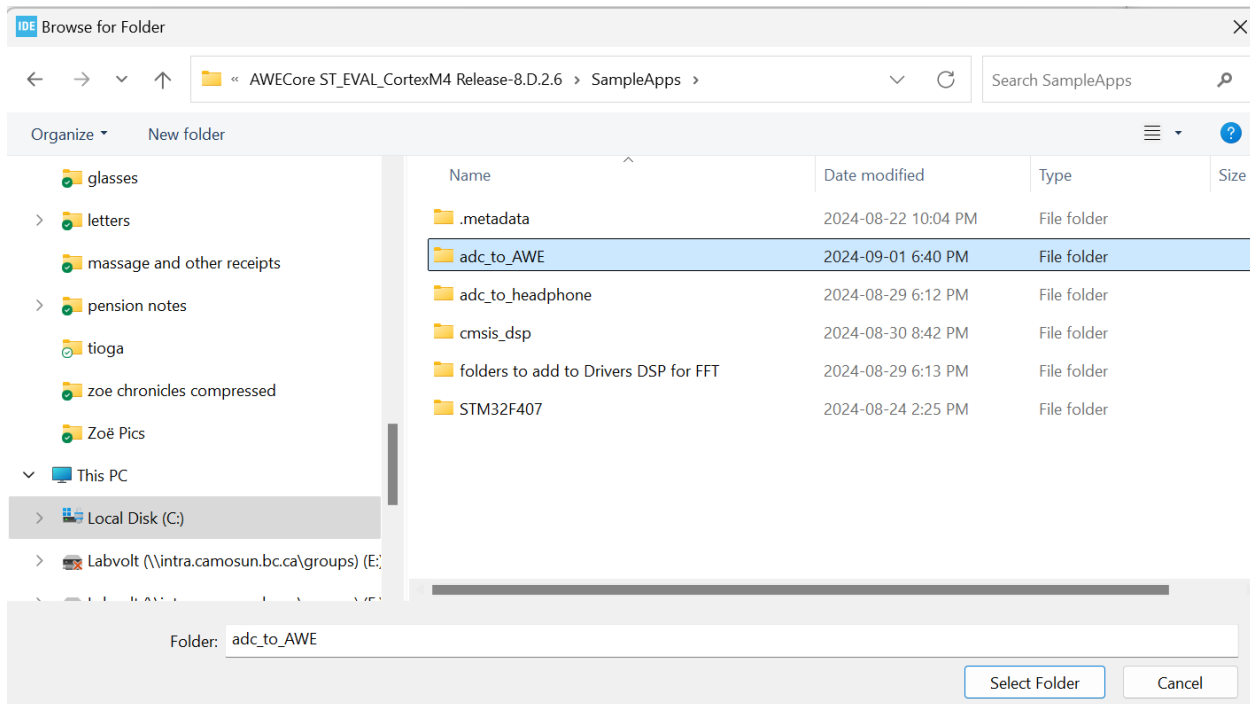 IDE Browse for Folder
« AWECore ST_EVAL_CortexM4 Release-8.D.2.6 > SampleApps >
Search SampleApps
Organize
New folder
?
glasses
letters
massage and other receipts
pension notes
tioga
zoe chronicles compressed
Zoë Pics
This PC
Local Disk (C:)
Labvolt (\\intra.camosun.bc.ca\groups) (E:)
Name Date modified Type Size
.metadata 2024-08-22 10:04 PM File folder
adc_to_AWE 2024-09-01 6:40 PM File folder
adc_to_headphone 2024-08-29 6:12 PM File folder
cmsis_dsp 2024-08-30 8:42 PM File folder
folders to add to Drivers DSP for FFT 2024-08-29 6:13 PM File folder
STM32F407 2024-08-24 2:25 PM File folder
Folder: adc_to_AWE
Select Folder Cancel